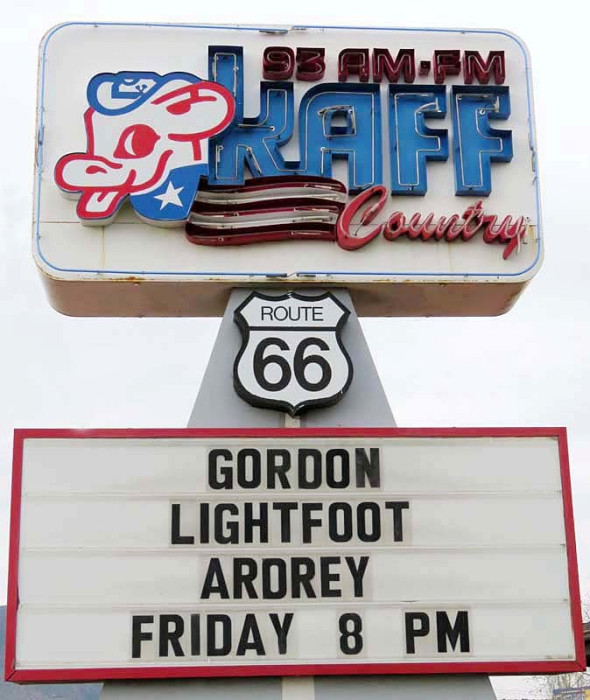 93 AM-FM
KAFF
Country
ROUTE
66
GORDON
LIGHTFOOT
ARDREY
FRIDAY 8 PM